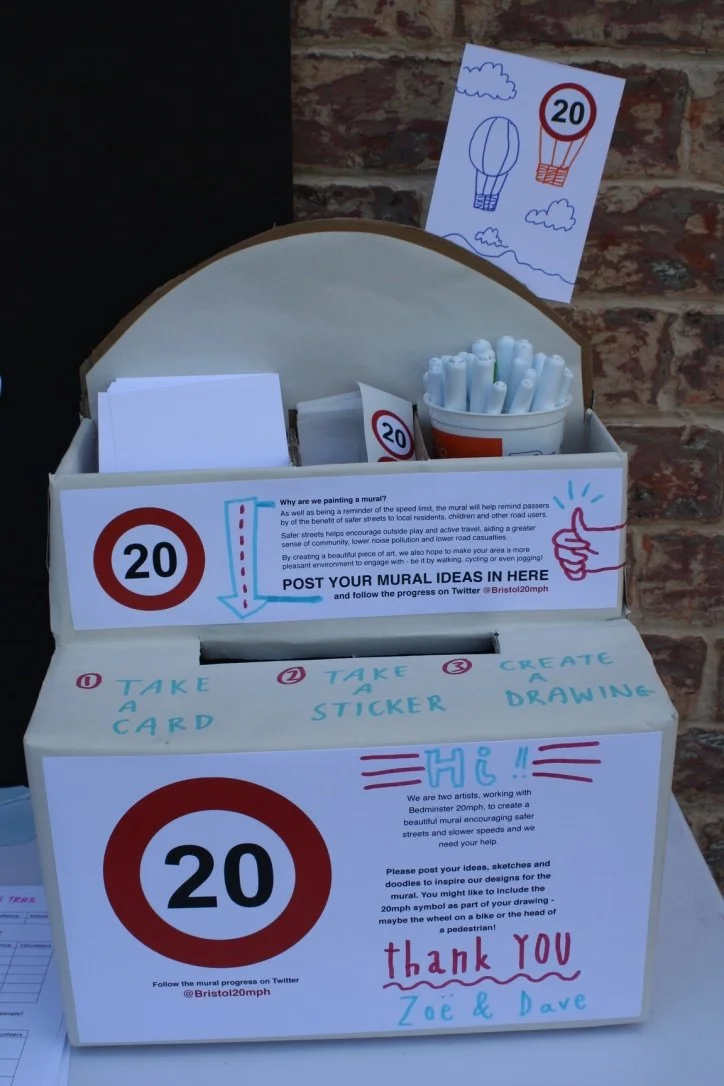 20
20
20
Why are we painting a mural?
As well as being a reminder of the speed limit, the mural will help remind passers
by of the benefit of safer streets to local residents, children and other road users.
Safer streets helps encourage outside play and active travel, aiding a greater
sense of community, lower noise pollution and lower road casualties.
By creating a beautiful piece of art, we also hope to make your area a more
pleasant environment to engage with - be it by walking, cycling or even jogging!
POST YOUR MURAL IDEAS IN HERE
and follow the progress on Twitter @Bristol20mph
1 TAKE
A
CARD
2 TAKE
A
STICKER
3 CREATE
A
DRAWING
20
Follow the mural progress on Twitter
@Bristol20mph
Hi!!
We are two artists, working with
Bedminster 20mph, to create a
beautiful mural encouraging safer
streets and slower speeds and we
need your help.
Please post your ideas, sketches and
doodles to inspire our designs for the
mural. You might like to include the
20mph symbol as part of your drawing -
maybe the wheel on a bike or the head of
a pedestrian!
thank YOU
Zoë & Dave